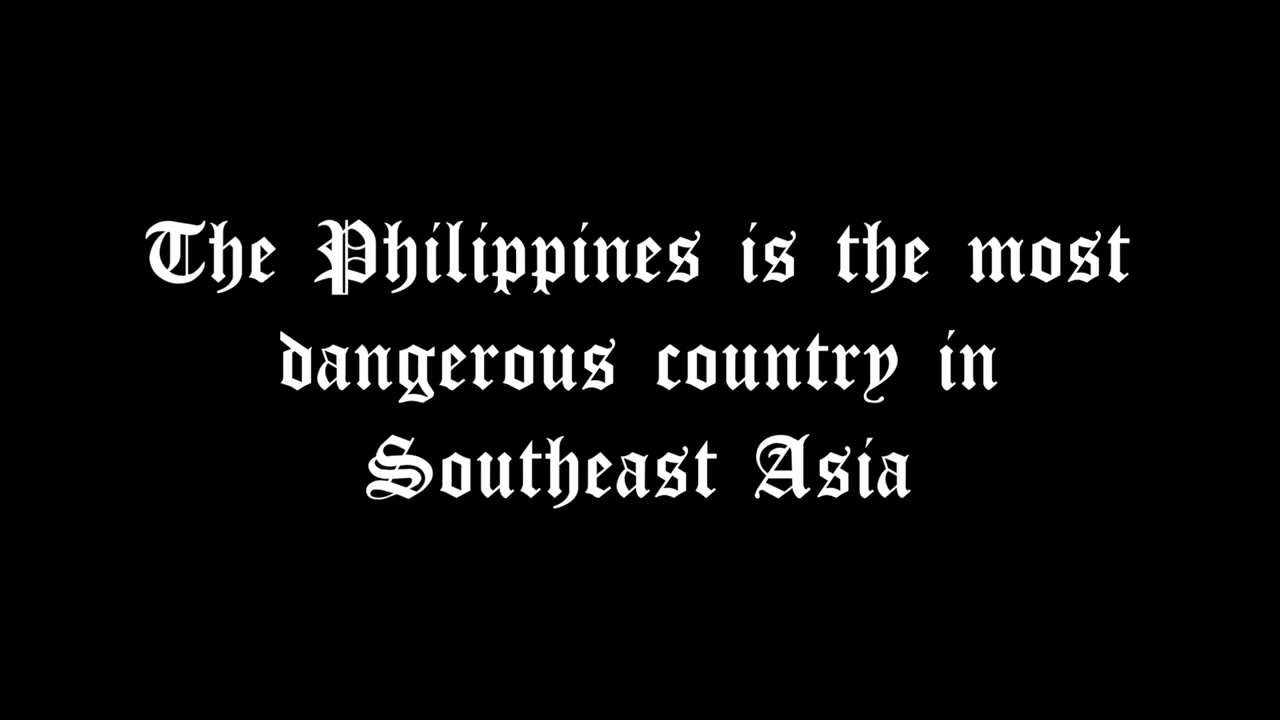 The Philippines is the most
dangerous country in
Southeast Asia